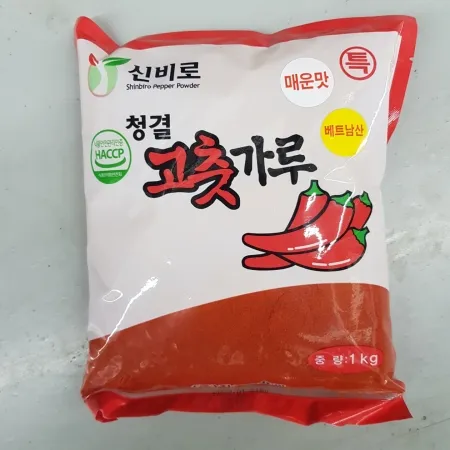 신비로
Shinbiro Pepper Powder
매운맛
특
청결
베트남산
HACCP
고춧가루
중 량:1kg